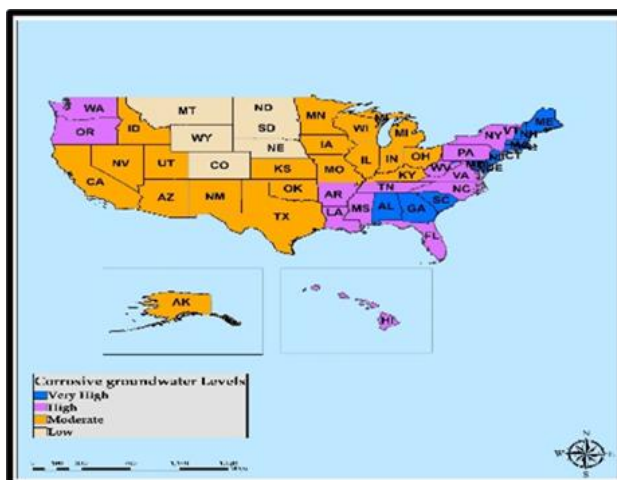 WA
MT
ND
MN
ME
OR
ID
SD
WI
MI
NY
VT
NH
WY
NE
IA
PA
NV
UT
CO
KS
MO
IL
IN
OH
WV
VA
KY
CA
AZ
NM
OK
AR
TN
NC
TX
LA
MS
AL
GA
SC
FL
AK
HI
Corrosive groundwater Levels
Very High
High
Moderate
Low
N
W
E
S